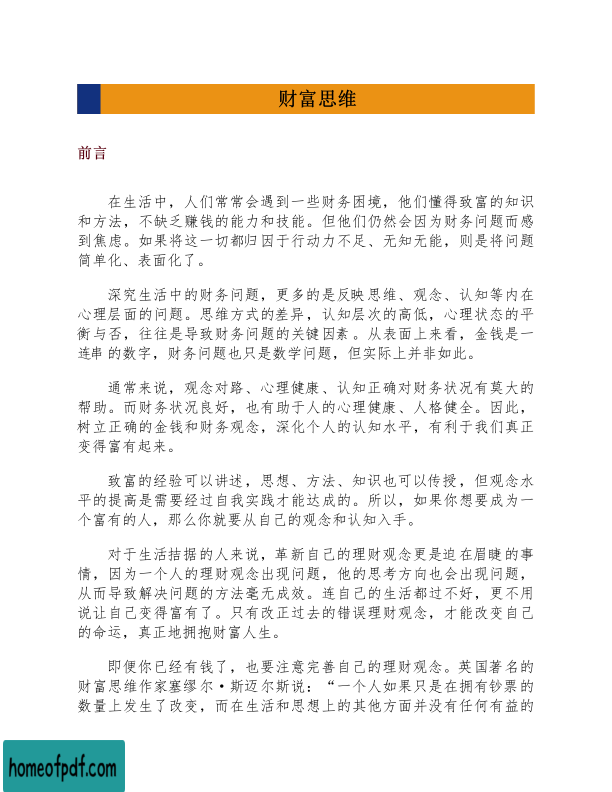 财富思维
前言
在生活中，人们常常会遇到一些财务困境，他们懂得致富的知识
和方法，不缺乏赚钱的能力和技能。但他们仍然会因为财务问题而感
到焦虑。如果将这一切都归因于行动力不足、无知无能，则是将问题
简单化、表面化了。
深究生活中的财务问题，更多的是反映思维、观念、认知等内在
心理层面的问题。思维方式的差异，认知层次的高低，心理状态的平
衡与否，往往是导致财务问题的关键因素。从表面上来看，金钱是一
连串的数字，财务问题也只是数学问题，但实际上并非如此。
通常来说，观念对路、心理健康、认知正确对财务状况有莫大的
帮助。而财务状况良好，也有助于人的心理健康、人格健全。因此，
树立正确的金钱和财务观念，深化个人的认知水平，有利于我们真正
变得富有起来。
致富的经验可以讲述，思想、方法、知识也可以传授，但观念水
平的提高是需要经过自我实践才能达成的。所以，如果你想要成为一
个富有的人，那么你就要从自己的观念和认知入手。
对于生活拮据的人来说，革新自己的理财观念更是迫在眉睫的事
情，因为一个人的理财观念出现问题，他的思考方向也会出现问题，
从而导致解决问题的方法毫无成效。连自己的生活都过不好，更不用
说让自己变得富有了。只有改正过去的错误理财观念，才能改变自己
的命运，真正地拥抱财富人生。
即便你已经有钱了，也要注意完善自己的理财观念。英国著名的
财富思维作家塞缪尔·斯迈尔斯说：“一个人如果只是在拥有钞票的
数量上发生了改变，而在生活和思想上的其他方面并没有任何有益的
homeofpdf.com